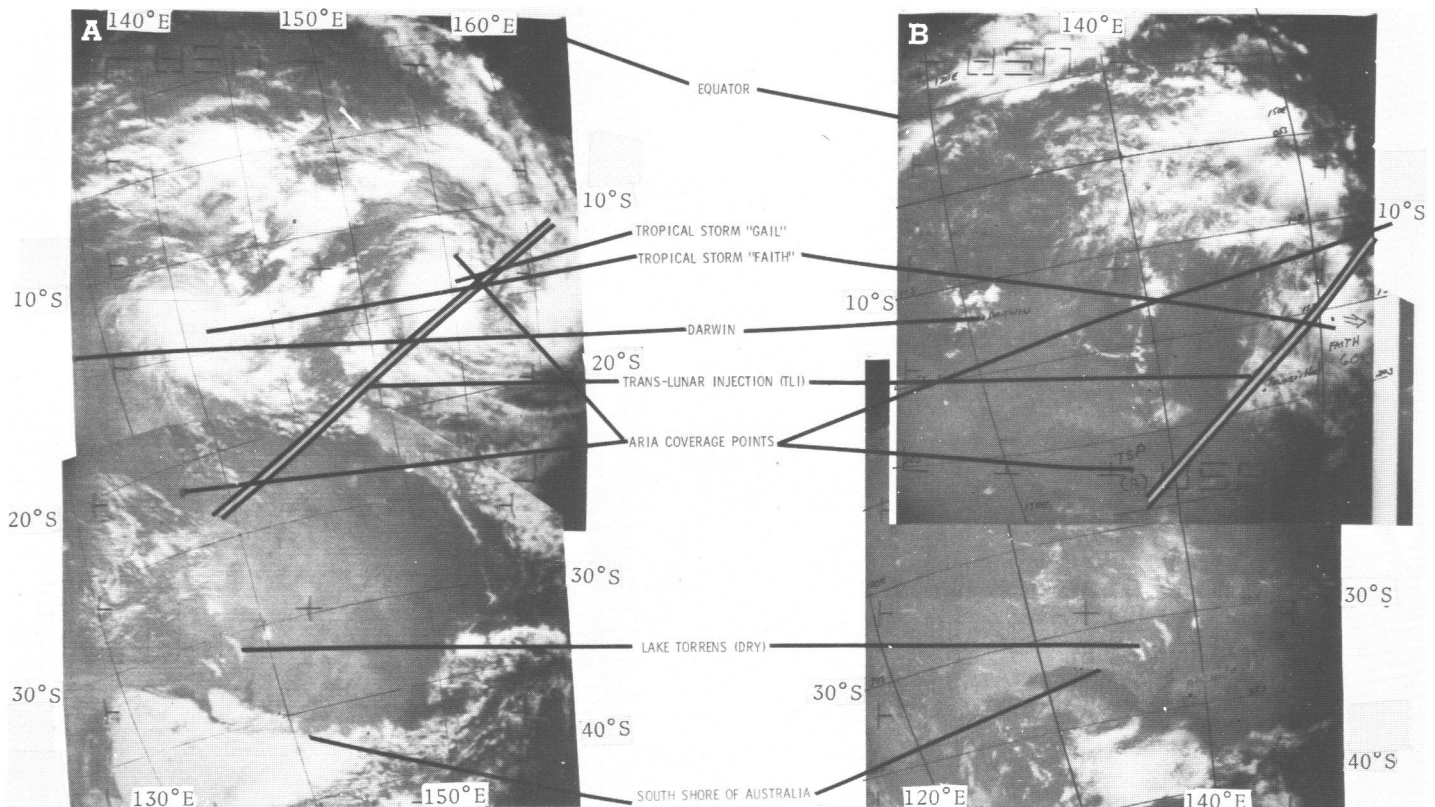 A
140°E
150°E
160°E
B
140°E
EQUATOR
10°S
10°S
TROPICAL STORM "GAIL"
TROPICAL STORM "FAITH"
10°S
10°S
DARWIN
DARWIN
FAITH
20°S
TRANS-LUNAR INJECTION (TLI)
ARIA COVERAGE POINTS
20°S
30°S
30°S
LAKE TORRENS (DRY)
30°S
30°S
40°S
40°S
SOUTH SHORE OF AUSTRALIA
130°E
150°E
120°E
140°E